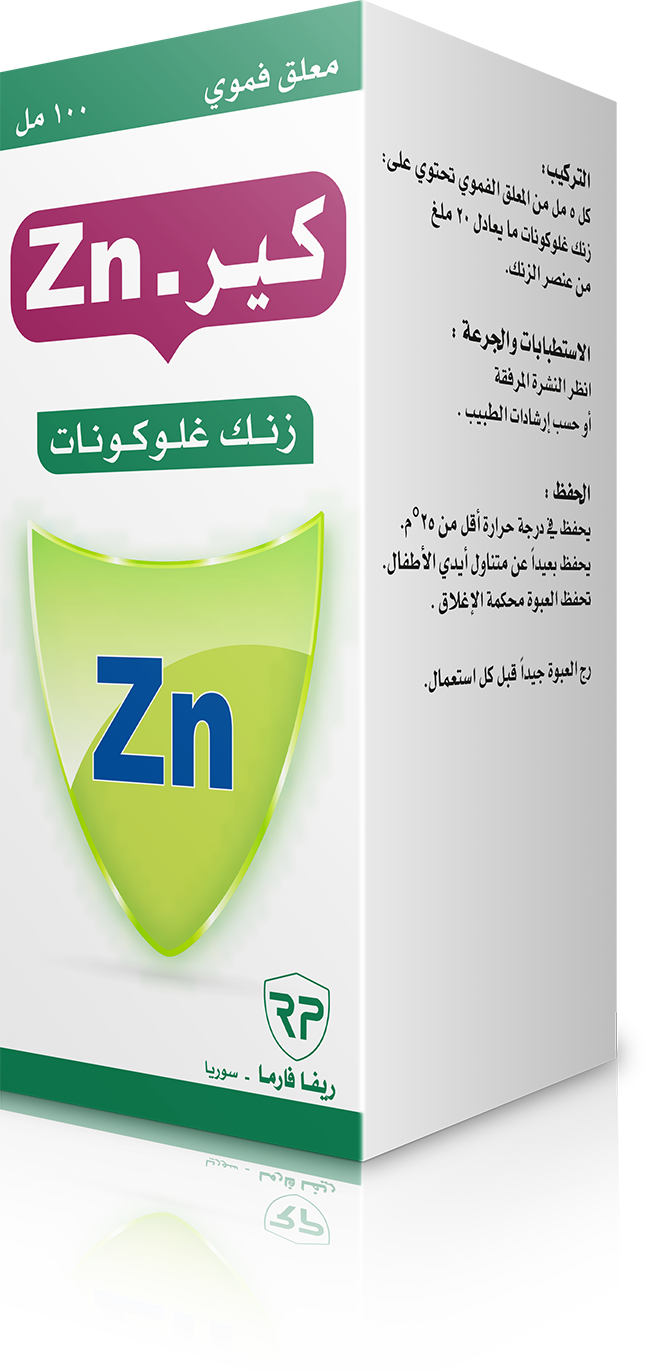 معلق فموي
١٠٠ مل
كير.Zn
زنك غلوكونات
Zn
RP
ريفا فارما - سوريا
التركيب:
كل ٥ مل من المعلق الفموي تحتوي على:
زنك غلوكونات ما يعادل ٢٠ ملغ
من عنصر الزنك.
الاستطبابات والجرعة :
انظر النشرة المرفقة
أو حسب إرشادات الطبيب .
الحفظ :
يحفظ في درجة حرارة أقل من ٢٥°م.
يحفظ بعيداً عن متناول أيدي الأطفال.
تحفظ العبوة محكمة الإغلاق .
رج العبوة جيداً قبل كل استعمال.